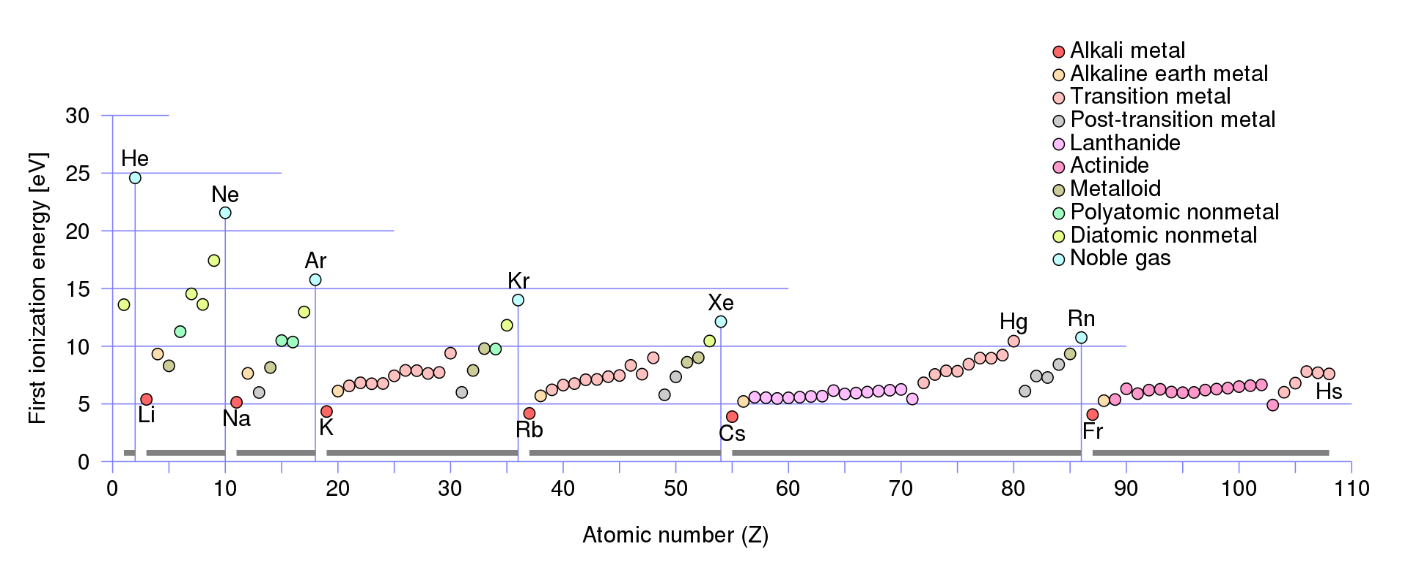 Alkali metal
Alkaline earth metal
Transition metal
Post-transition metal
Lanthanide
Actinide
Metalloid
Polyatomic nonmetal
Diatomic nonmetal
Noble gas
First ionization energy [eV]
30
25
20
15
10
5
0
He
Ne
Ar
Kr
Xe
Hg
Rn
Li
Na
K
Rb
Cs
Fr
Hs
0 10 20 30 40 50 60 70 80 90 100 110
Atomic number (Z)